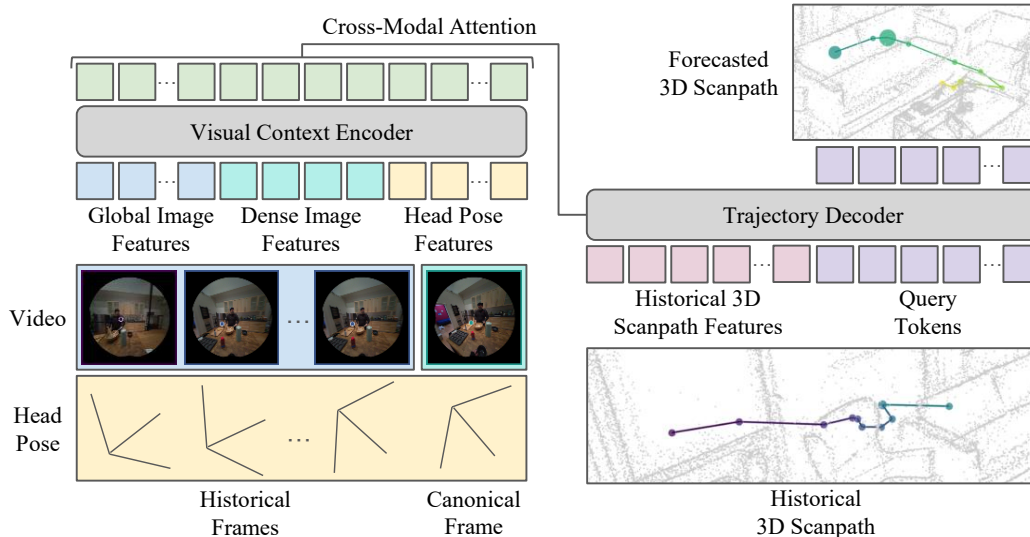 Cross-Modal Attention
Visual Context Encoder
Global Image
Features
Dense Image
Features
Head Pose
Features
Video
...
Head
Pose
...
Historical
Frames
Canonical
Frame
Forecasted
3D Scanpath
Trajectory Decoder
Historical 3D
Scanpath Features
Query
Tokens
Historical
3D Scanpath